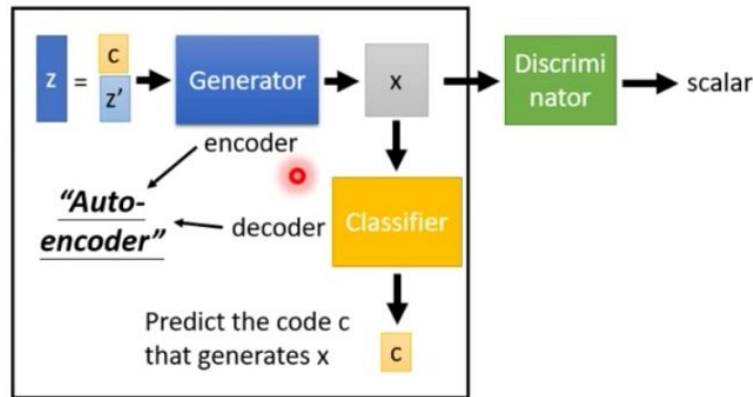 z
=
c
z'
Generator
x
Discrimi
nator
scalar
encoder
"Auto-
encoder"
decoder
Classifier
Predict the code c
that generates x
c